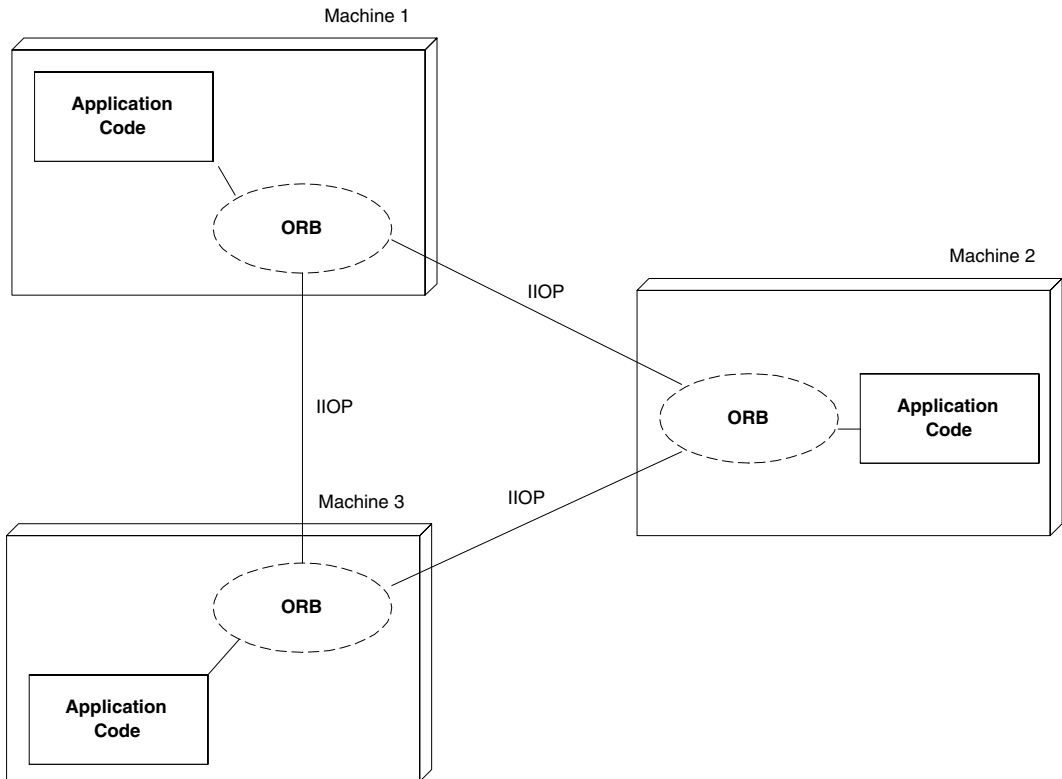 Machine 1
Application
Code
ORB
Machine 2
IIOP
ORB
Application
Code
IIOP
Machine 3
IIOP
ORB
Application
Code